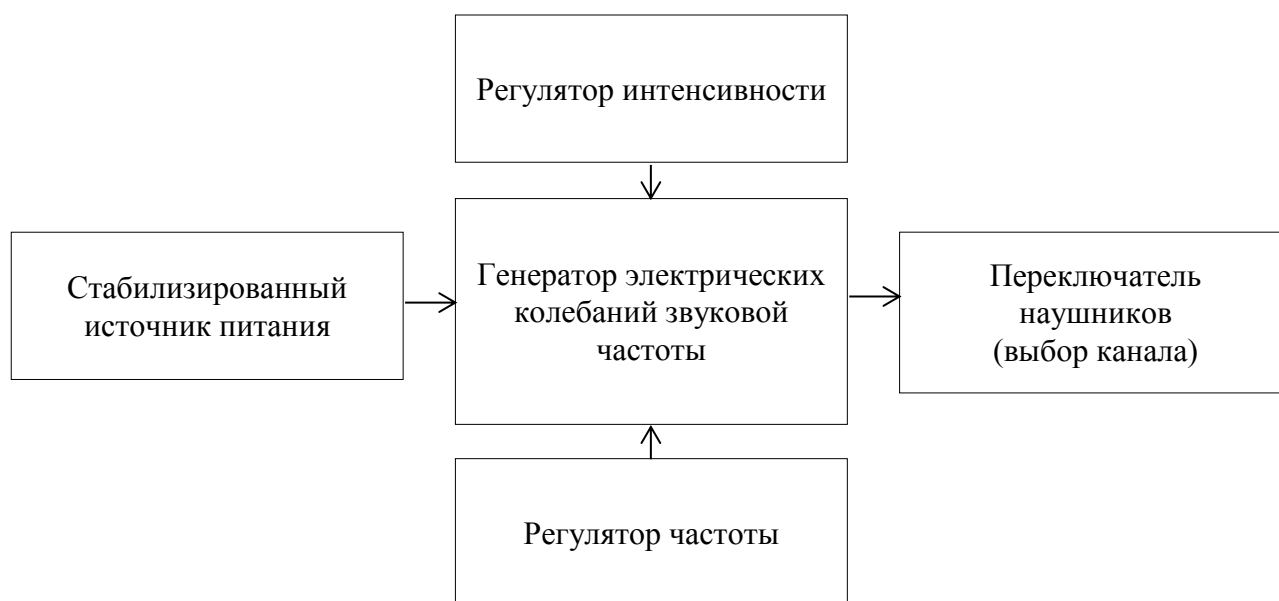 Регулятор интенсивности
Стабилизированный
источник питания
Генератор электрических
колебаний звуковой
частоты
Переключатель
наушников
(выбор канала)
Регулятор частоты